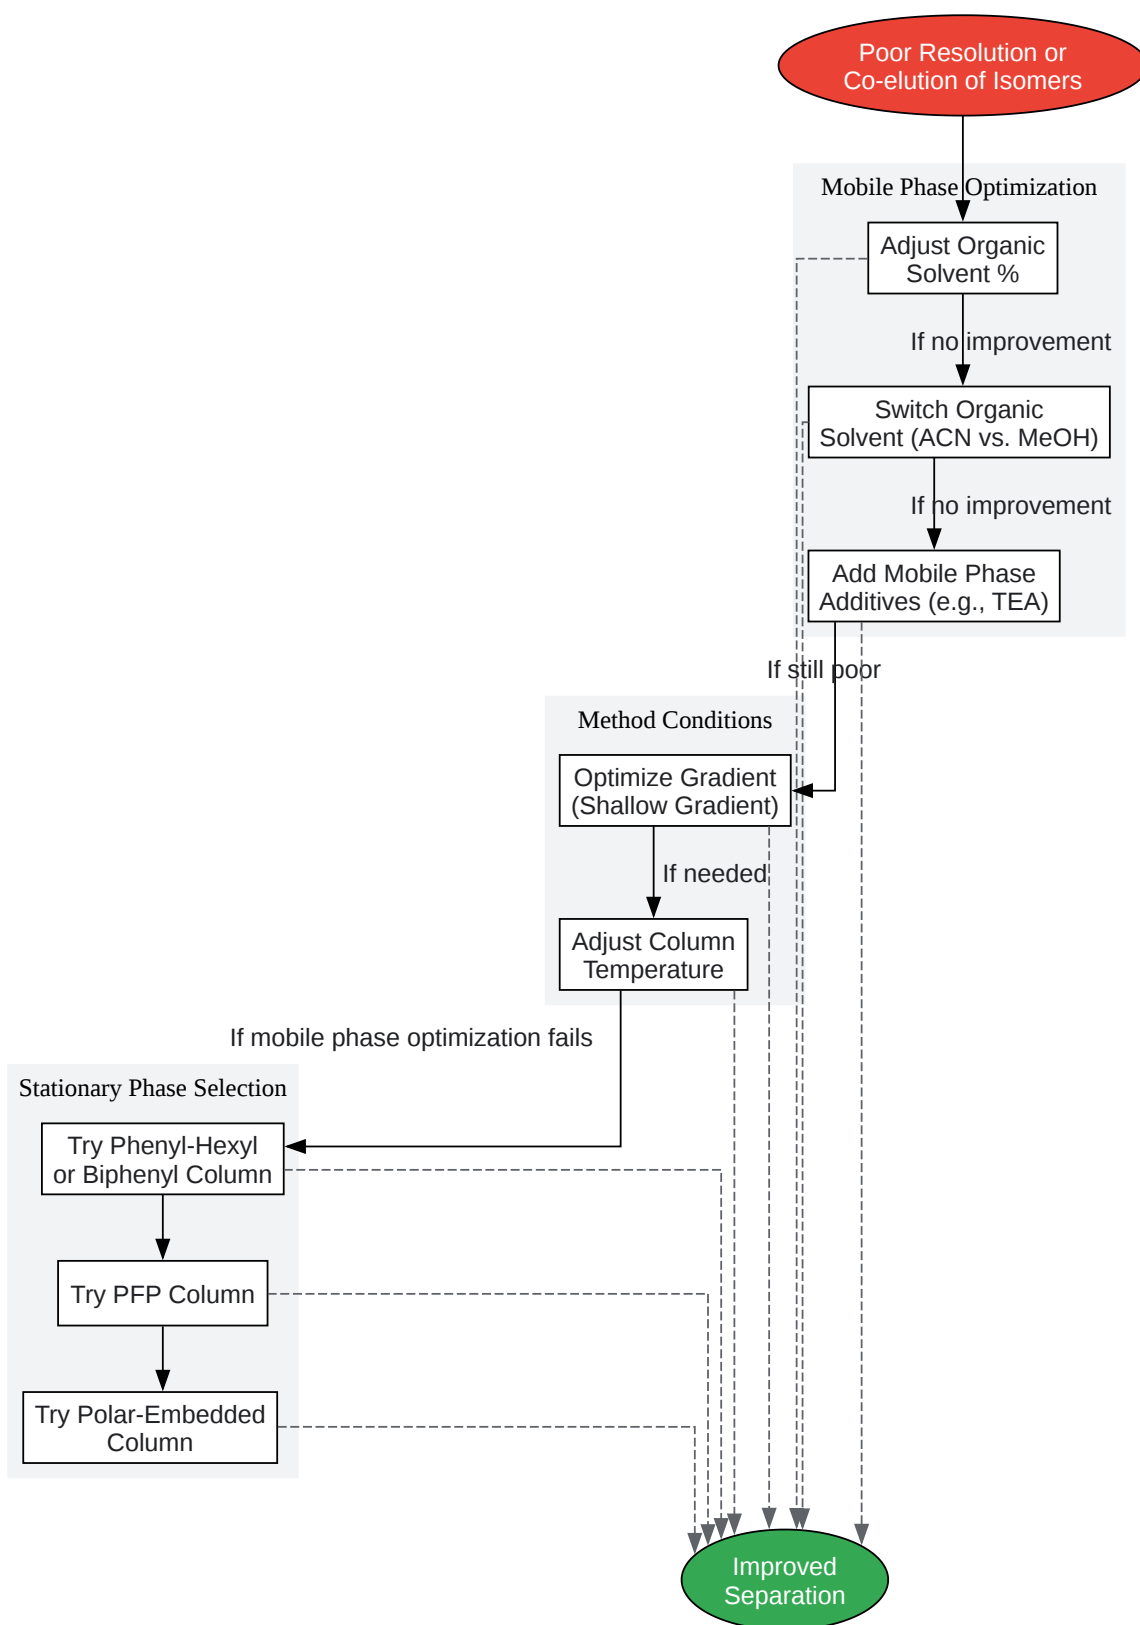 Poor Resolution or
Co-elution of Isomers
Mobile Phase Optimization
Adjust Organic
Solvent %
If no improvement
Switch Organic
Solvent (ACN vs. MeOH)
If no improvement
Add Mobile Phase
Additives (e.g., TEA)
If still poor
Method Conditions
Optimize Gradient
(Shallow Gradient)
If needed
Adjust Column
Temperature
If mobile phase optimization fails
Stationary Phase Selection
Try Phenyl-Hexyl
or Biphenyl Column
Try PFP Column
Try Polar-Embedded
Column
Improved
Separation